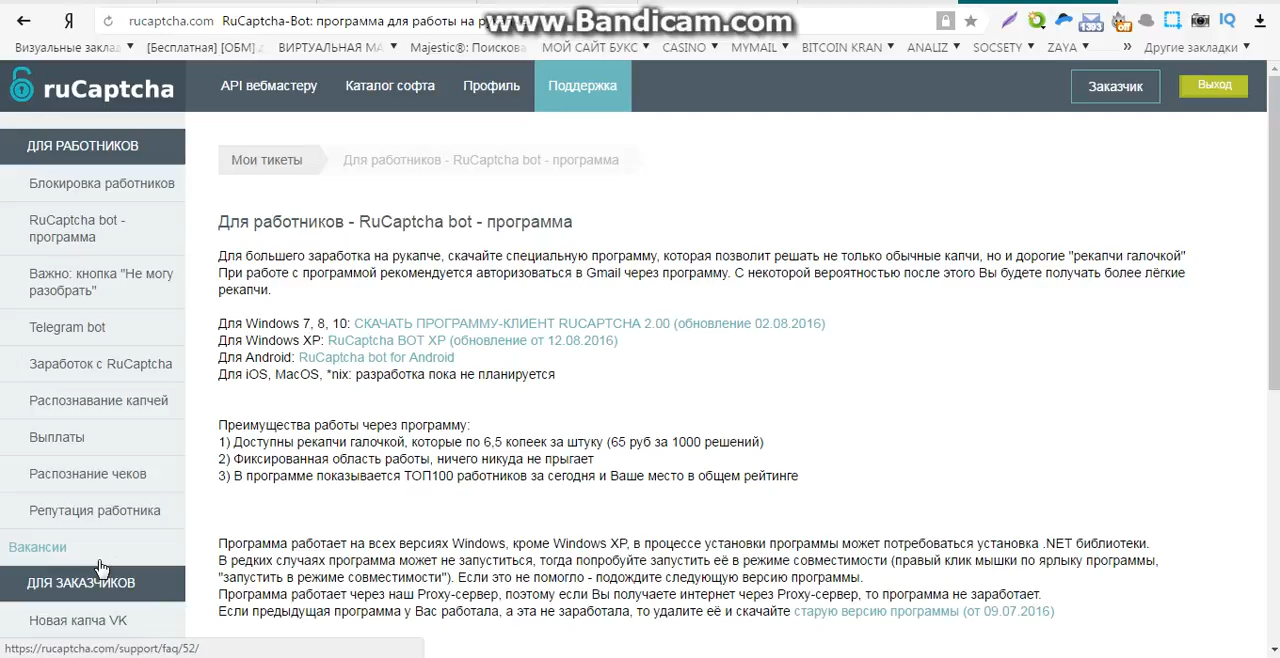 Я rucaptcha.com RuCaptcha-Bot: программа для работы на р
www.Bandicam.com
1393 off IQ
Визуальные заклад [Бесплатная] [ОБМ] ВИРТУАЛЬНАЯ МА Majestic®: Поискова МОЙ САЙТ БУКС CASINO MYMAIL BITCOIN KRAN ANALIZ SOCSETY ZAYA » Другие закладки
ruCaptcha API вебмастеру Каталог софта Профиль Поддержка Заказчик Выход
ДЛЯ РАБОТНИКОВ
Блокировка работников
RuCaptcha bot -
программа
Важно: кнопка "Не могу
разобрать"
Telegram bot
Заработок с RuCaptcha
Распознавание капчей
Выплаты
Распознание чеков
Репутация работника
Вакансии
ДЛЯ ЗАКАЗЧИКОВ
Новая капча VK
Мои тикеты Для работников - RuCaptcha bot - программа
Для работников - RuCaptcha bot - программа
Для большего заработка на рукапче, скачайте специальную программу, которая позволит решать не только обычные капчи, но и дорогие "рекапчи галочкой"
При работе с программой рекомендуется авторизоваться в Gmail через программу. С некоторой вероятностью после этого Вы будете получать более лёгкие
рекапчи.
Для Windows 7, 8, 10: СКАЧАТЬ ПРОГРАММУ-КЛИЕНТ RUCAPTCHA 2.00 (обновление 02.08.2016)
Для Windows XP: RuCaptcha BOT XP (обновление от 12.08.2016)
Для Android: RuCaptcha bot for Android
Для iOS, MacOS, *nix: разработка пока не планируется
Преимущества работы через программу:
1) Доступны рекапчи галочкой, которые по 6,5 копеек за штуку (65 руб за 1000 решений)
2) Фиксированная область работы, ничего никуда не прыгает
3) В программе показывается ТОП100 работников за сегодня и Ваше место в общем рейтинге
Программа работает на всех версиях Windows, кроме Windows XP, в процессе установки программы может потребоваться установка .NET библиотеки.
В редких случаях программа может не запуститься, тогда попробуйте запустить её в режиме совместимости (правый клик мышки по ярлыку программы,
"запустить в режиме совместимости"). Если это не помогло - подождите следующую версию программы.
Программа работает через наш Proxy-сервер, поэтому если Вы получаете интернет через Proxy-сервер, то программа не заработает.
Если предыдущая программа у Вас работала, а эта не заработала, то удалите её и скачайте старую версию программы (от 09.07.2016)
https://rucaptcha.com/support/faq/52/